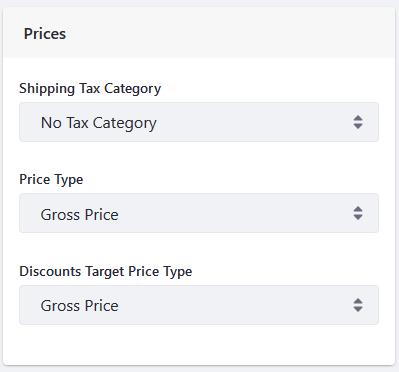 Prices
Shipping Tax Category
No Tax Category
Price Type
Gross Price
Discounts Target Price Type
Gross Price